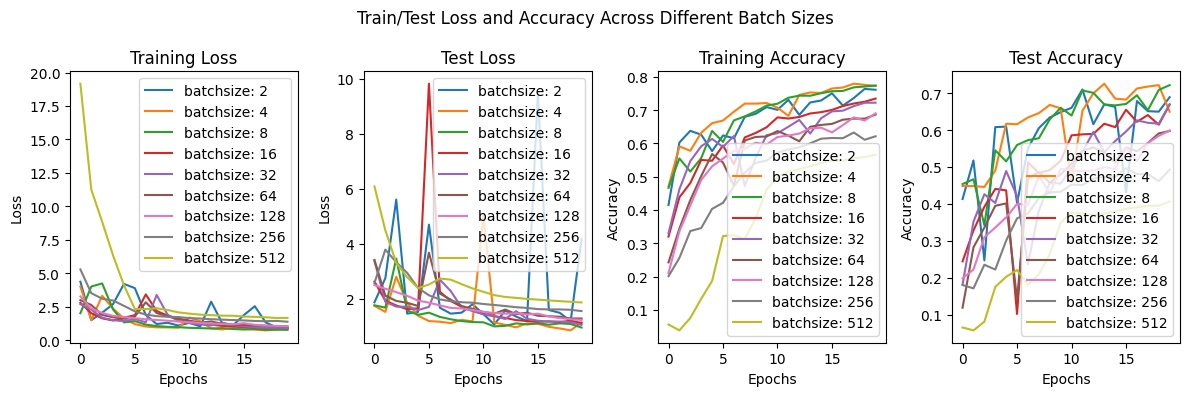 Train/Test Loss and Accuracy Across Different Batch Sizes
Training Loss
20.0
17.5
15.0
12.5
10.0
7.5
5.0
2.5
0.0
Loss
0 5 10 15
Epochs
batchsize: 2
batchsize: 4
batchsize: 8
batchsize: 16
batchsize: 32
batchsize: 64
batchsize: 128
batchsize: 256
batchsize: 512
Test Loss
10
8
6
4
2
Loss
0 5 10 15
Epochs
batchsize: 2
batchsize: 4
batchsize: 8
batchsize: 16
batchsize: 32
batchsize: 64
batchsize: 128
batchsize: 256
batchsize: 512
Training Accuracy
0.8
0.7
0.6
0.5
0.4
0.3
0.2
0.1
Accuracy
0 5 10 15
Epochs
batchsize: 2
batchsize: 4
batchsize: 8
batchsize: 16
batchsize: 32
batchsize: 64
batchsize: 128
batchsize: 256
batchsize: 512
Test Accuracy
0.7
0.6
0.5
0.4
0.3
0.2
0.1
Accuracy
0 5 10 15
Epochs
batchsize: 2
batchsize: 4
batchsize: 8
batchsize: 16
batchsize: 32
batchsize: 64
batchsize: 128
batchsize: 256
batchsize: 512